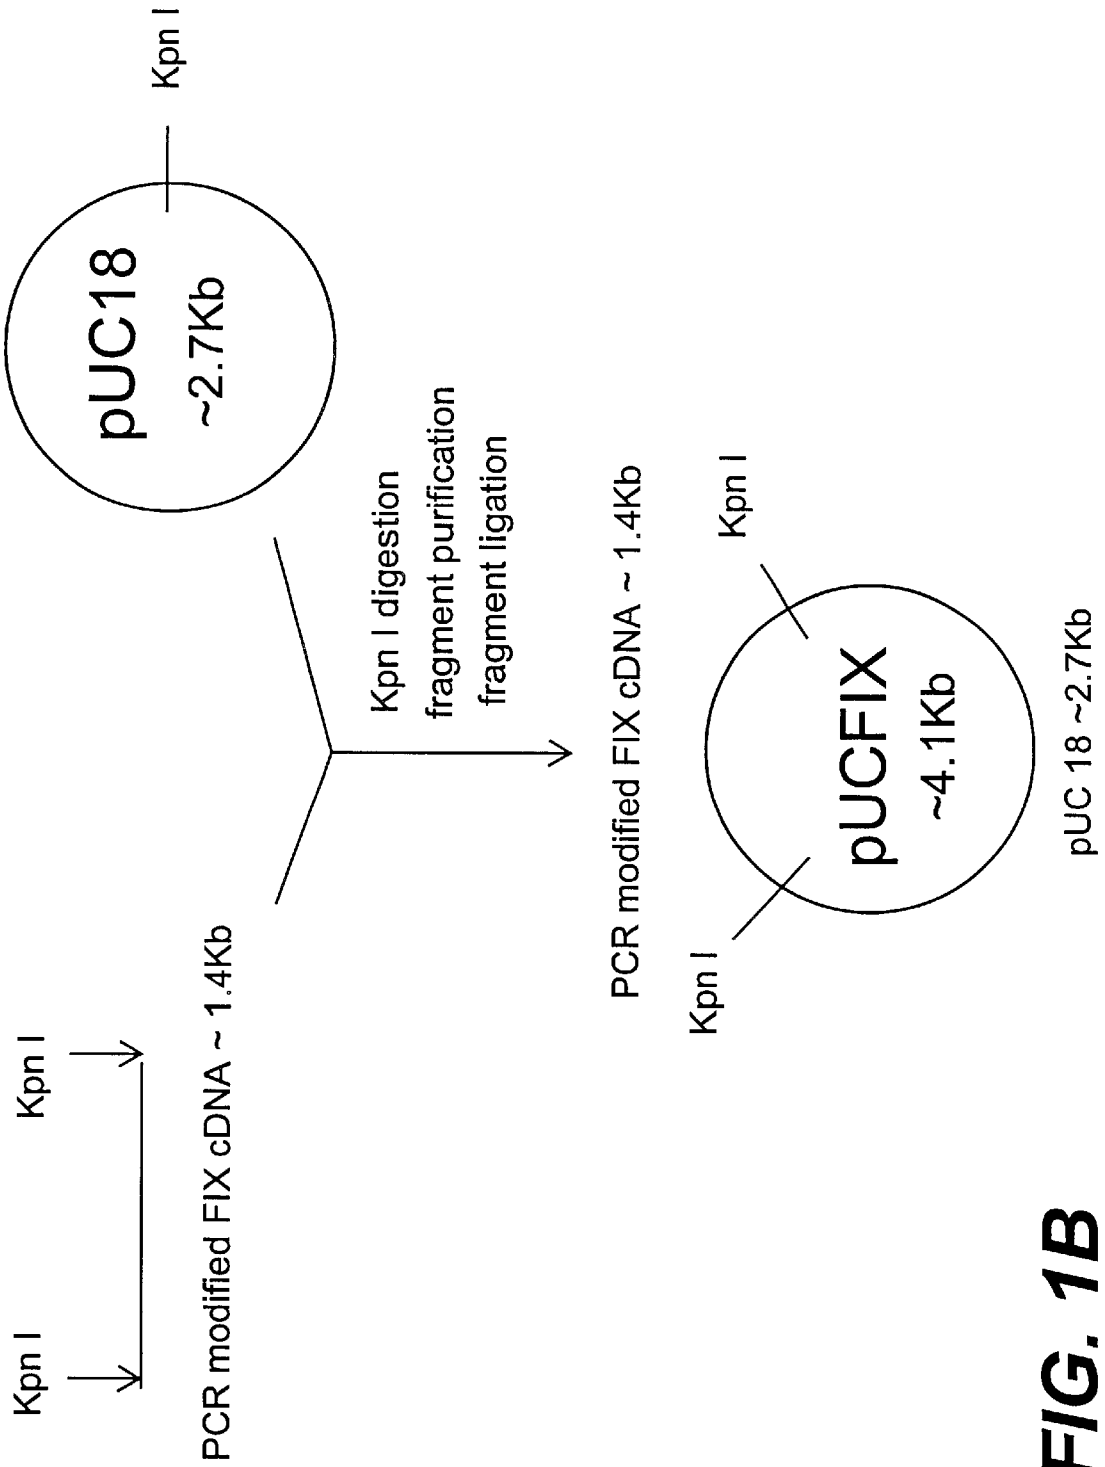 Kpn I
Kpn I
PCR modified FIX cDNA ~ 1.4Kb
Kpn I
pUC18
~2.7Kb
Kpn I digestion
fragment purification
fragment ligation
PCR modified FIX cDNA ~ 1.4Kb
Kpn I
Kpn I
pUCFIX
~4.1Kb
pUC 18 ~2.7Kb
FIG. 1B